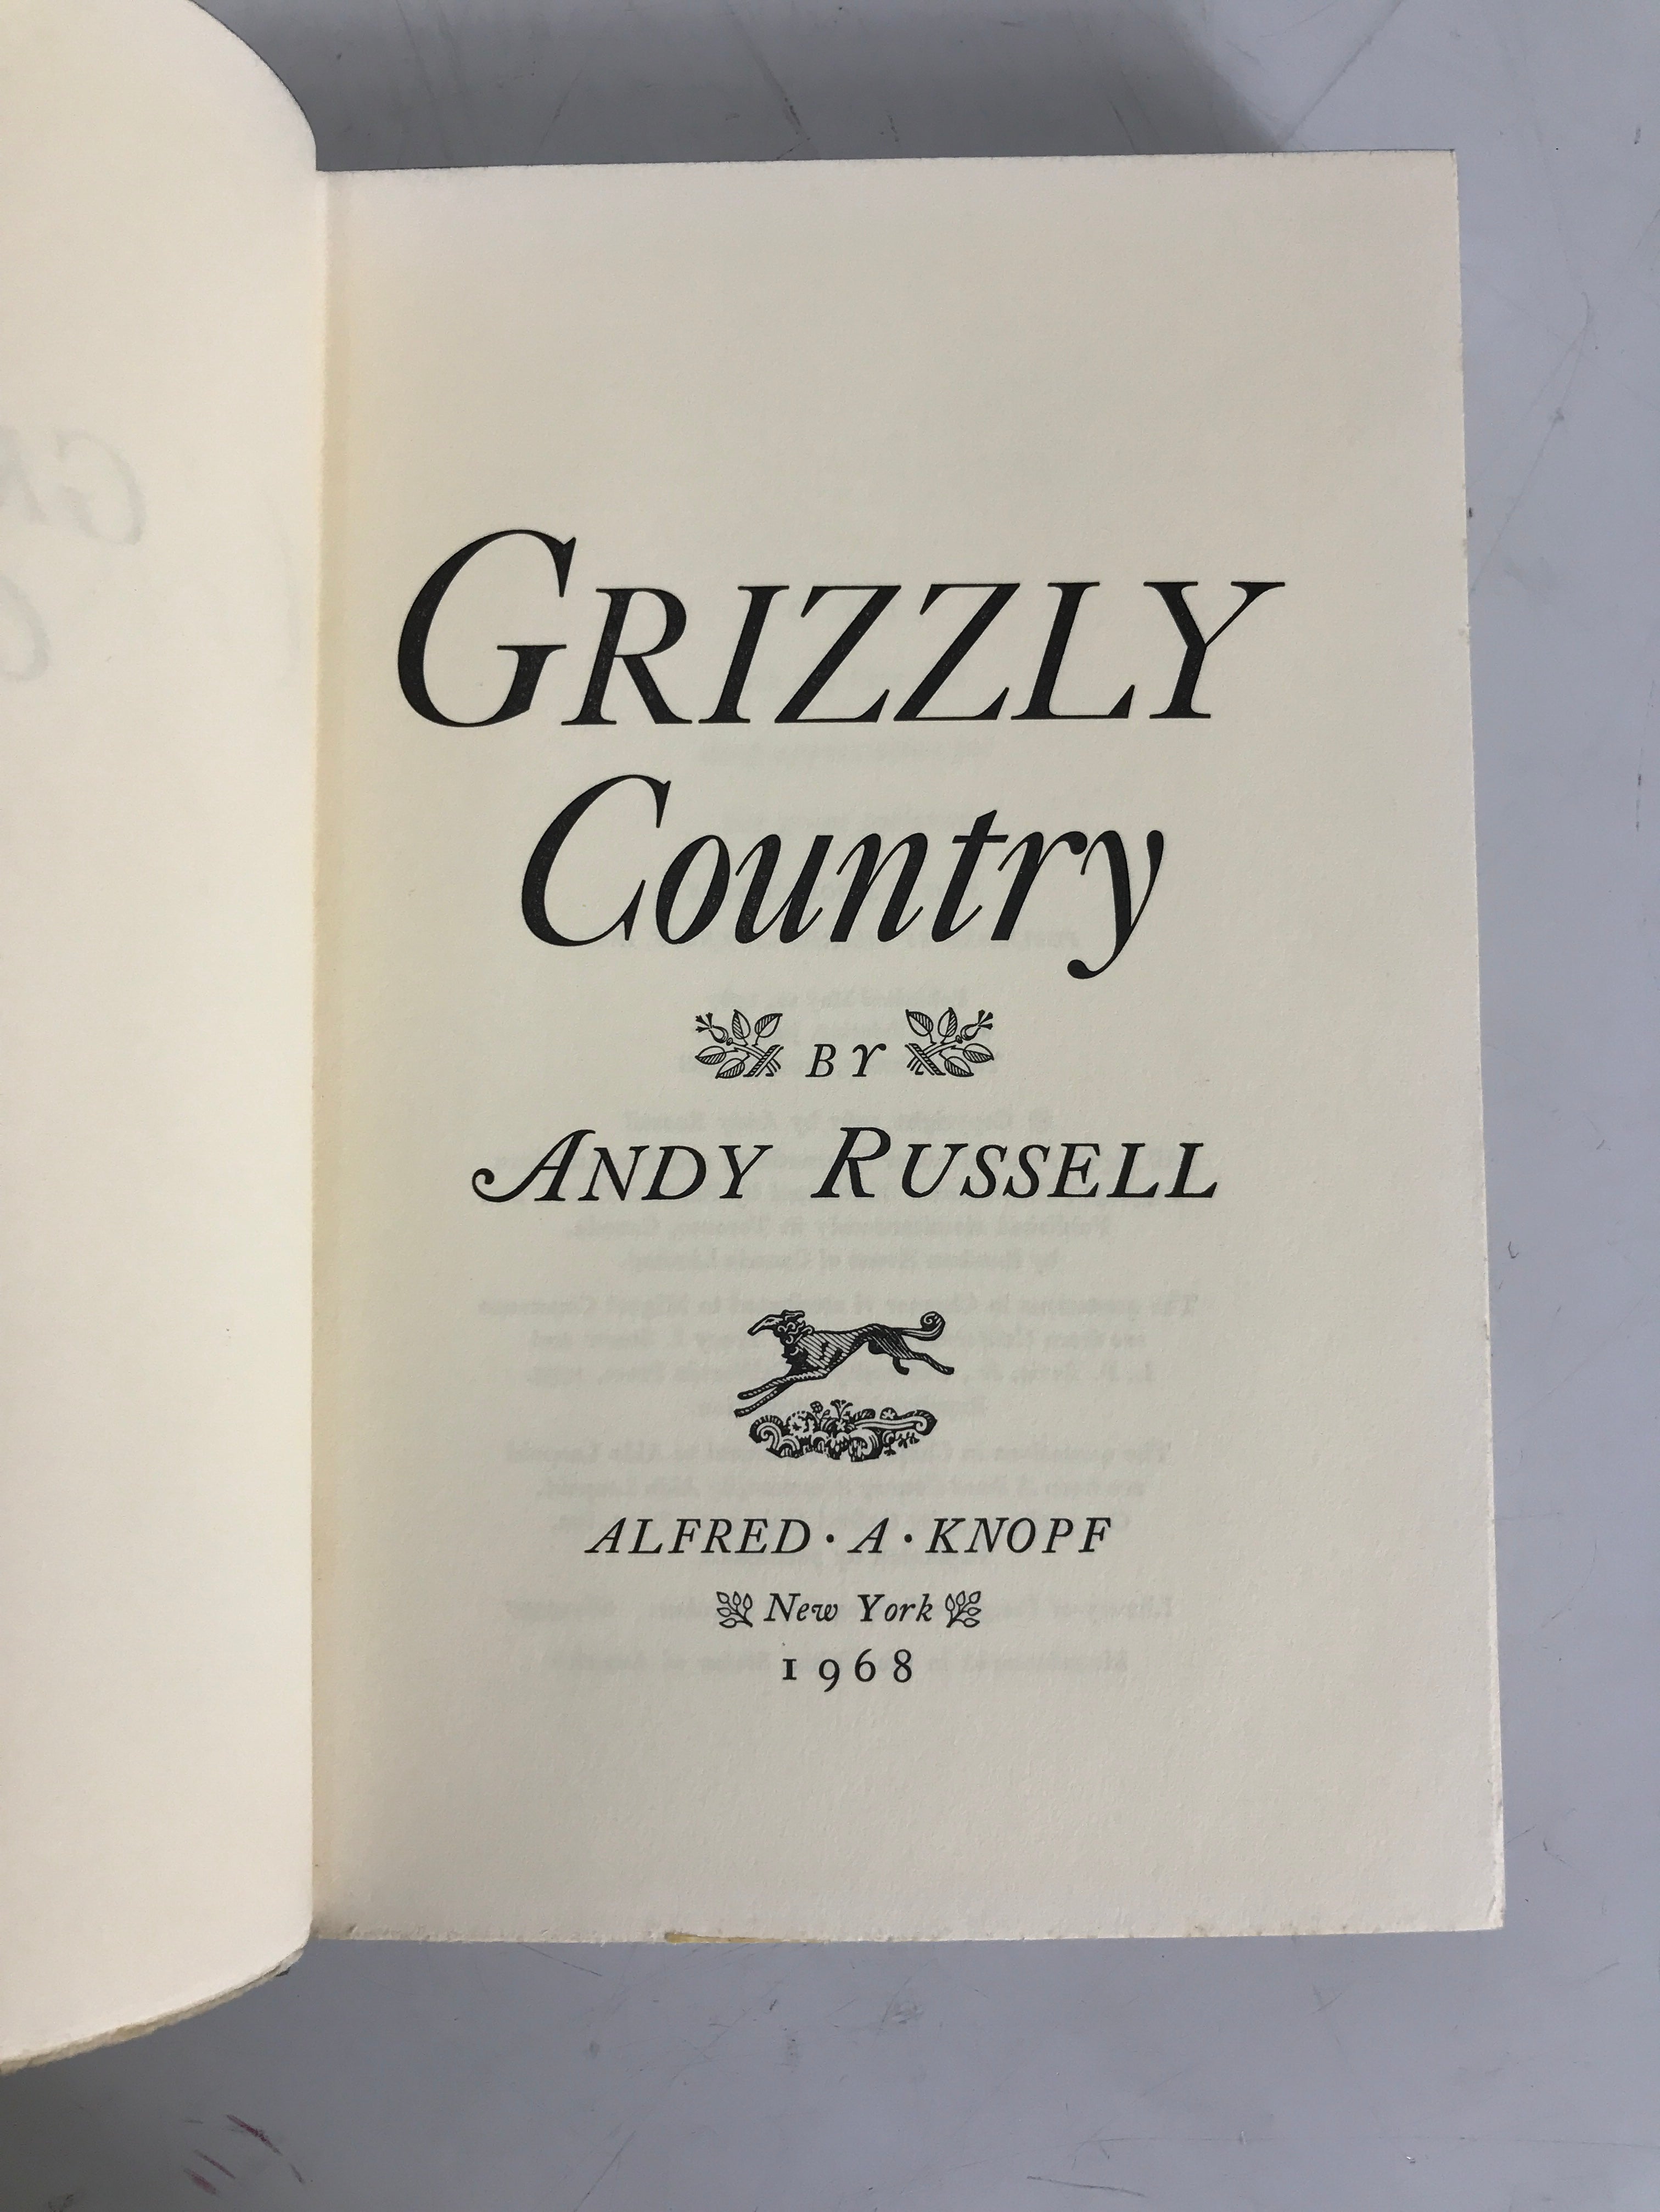 GRIZZLY
Country
BY
ANDY RUSSELL
ALFRED · A · KNOPF
New York
1968